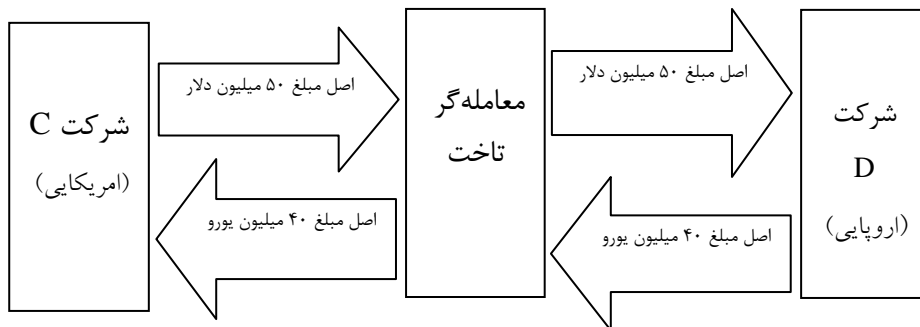 شرکت C
(امریکایی)
اصل مبلغ ۵۰ میلیون دلار
اصل مبلغ ۴۰ میلیون یورو
معامله‌گر
تاخت
اصل مبلغ ۵۰ میلیون دلار
اصل مبلغ ۴۰ میلیون یورو
شرکت
D
(اروپایی)